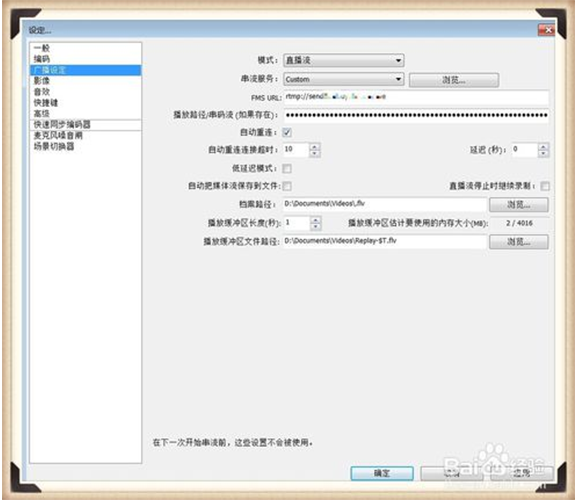 设定...
一般
编码
广播设定
影像
音效
快捷键
高级
快速同步编码器
麦克风噪音闸
场景切换器
模式： 直播流
串流服务： Custom 浏览...
FMS URL: rtmp://send
播放路径/串码流 (如果存在):
自动重连：
自动重连连接超时： 10 延迟 (秒)： 0
低延迟模式：
自动把媒体流保存到文件： 直播流停止时继续录制：
档案路径： D:\Documents\Videos\.flv 浏览...
播放缓冲区长度(秒)： 1 播放缓冲区估计要使用的内存大小(MB)： 2 / 4016
播放缓冲区文件路径： D:\Documents\Videos\Replay-$T.flv 浏览...
在下一次开始串流前，这些设置不会被使用。
确定
Baidu 经验